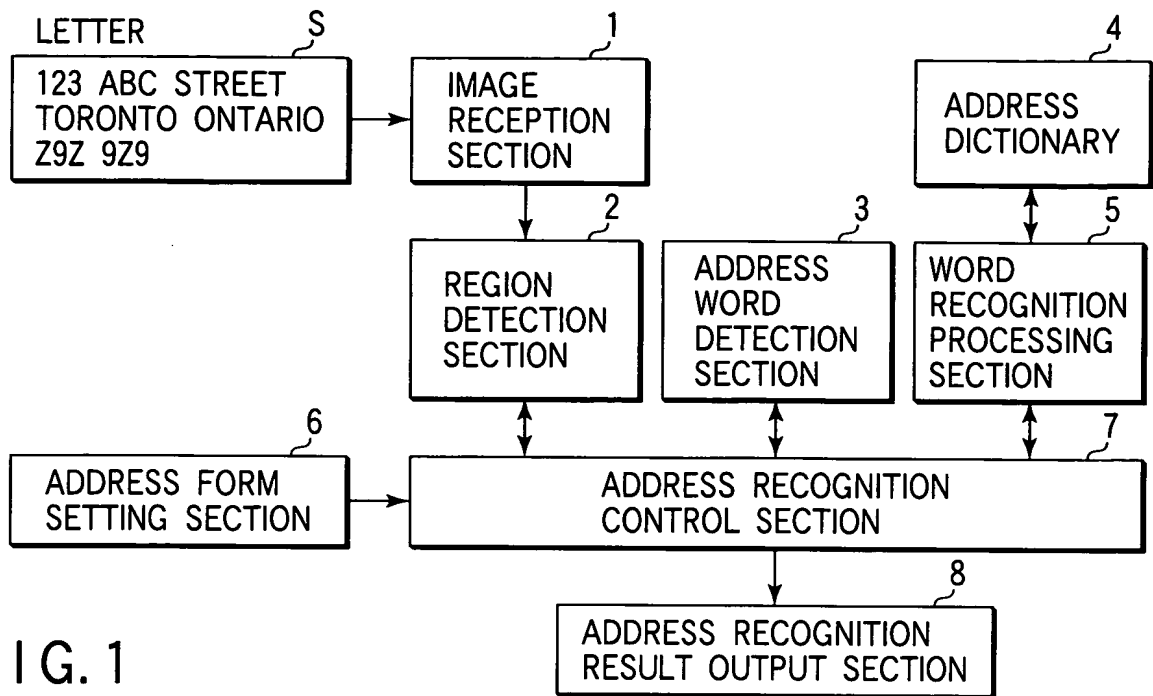 LETTER
S
123 ABC STREET
TORONTO ONTARIO
Z9Z 9Z9
1
IMAGE
RECEPTION
SECTION
4
ADDRESS
DICTIONARY
2
REGION
DETECTION
SECTION
3
ADDRESS
WORD
DETECTION
SECTION
5
WORD
RECOGNITION
PROCESSING
SECTION
6
ADDRESS FORM
SETTING SECTION
7
ADDRESS RECOGNITION
CONTROL SECTION
8
ADDRESS RECOGNITION
RESULT OUTPUT SECTION
IG. 1